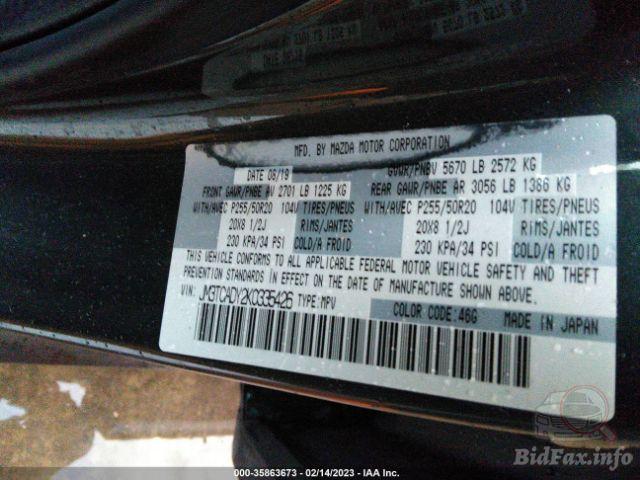 MFD. BY MAZDA MOTOR CORPORATION
DATE 08/19 GVWR/PNBV 5670 LB 2572 KG
FRONT GAWR/PNBE AV 2701 LB 1225 KG REAR GAWR/PNBE AR 3056 LB 1386 KG
WITH/AVEC P255/50R20 104V TIRES/PNEUS WITH/AVEC P255/50R20 104V TIRES/PNEUS
20X8 1/2J RIMS/JANTES 20X8 1/2J RIMS/JANTES
230 KPA/34 PSI COLD/A FROID 230 KPA/34 PSI COLD/A FROID
THIS VEHICLE CONFORMS TO ALL APPLICABLE FEDERAL MOTOR VEHICLE SAFETY AND THEFT
PREVENTION STANDARDS IN EFFECT ON THE DATE OF MANUFACTURE SHOWN ABOVE.
VIN: JM3TCADY2K0335426 TYPE:MPV
COLOR CODE:46G MADE IN JAPAN
BidFax.info
000-35863673 - 02/14/2023 - IAA Inc.